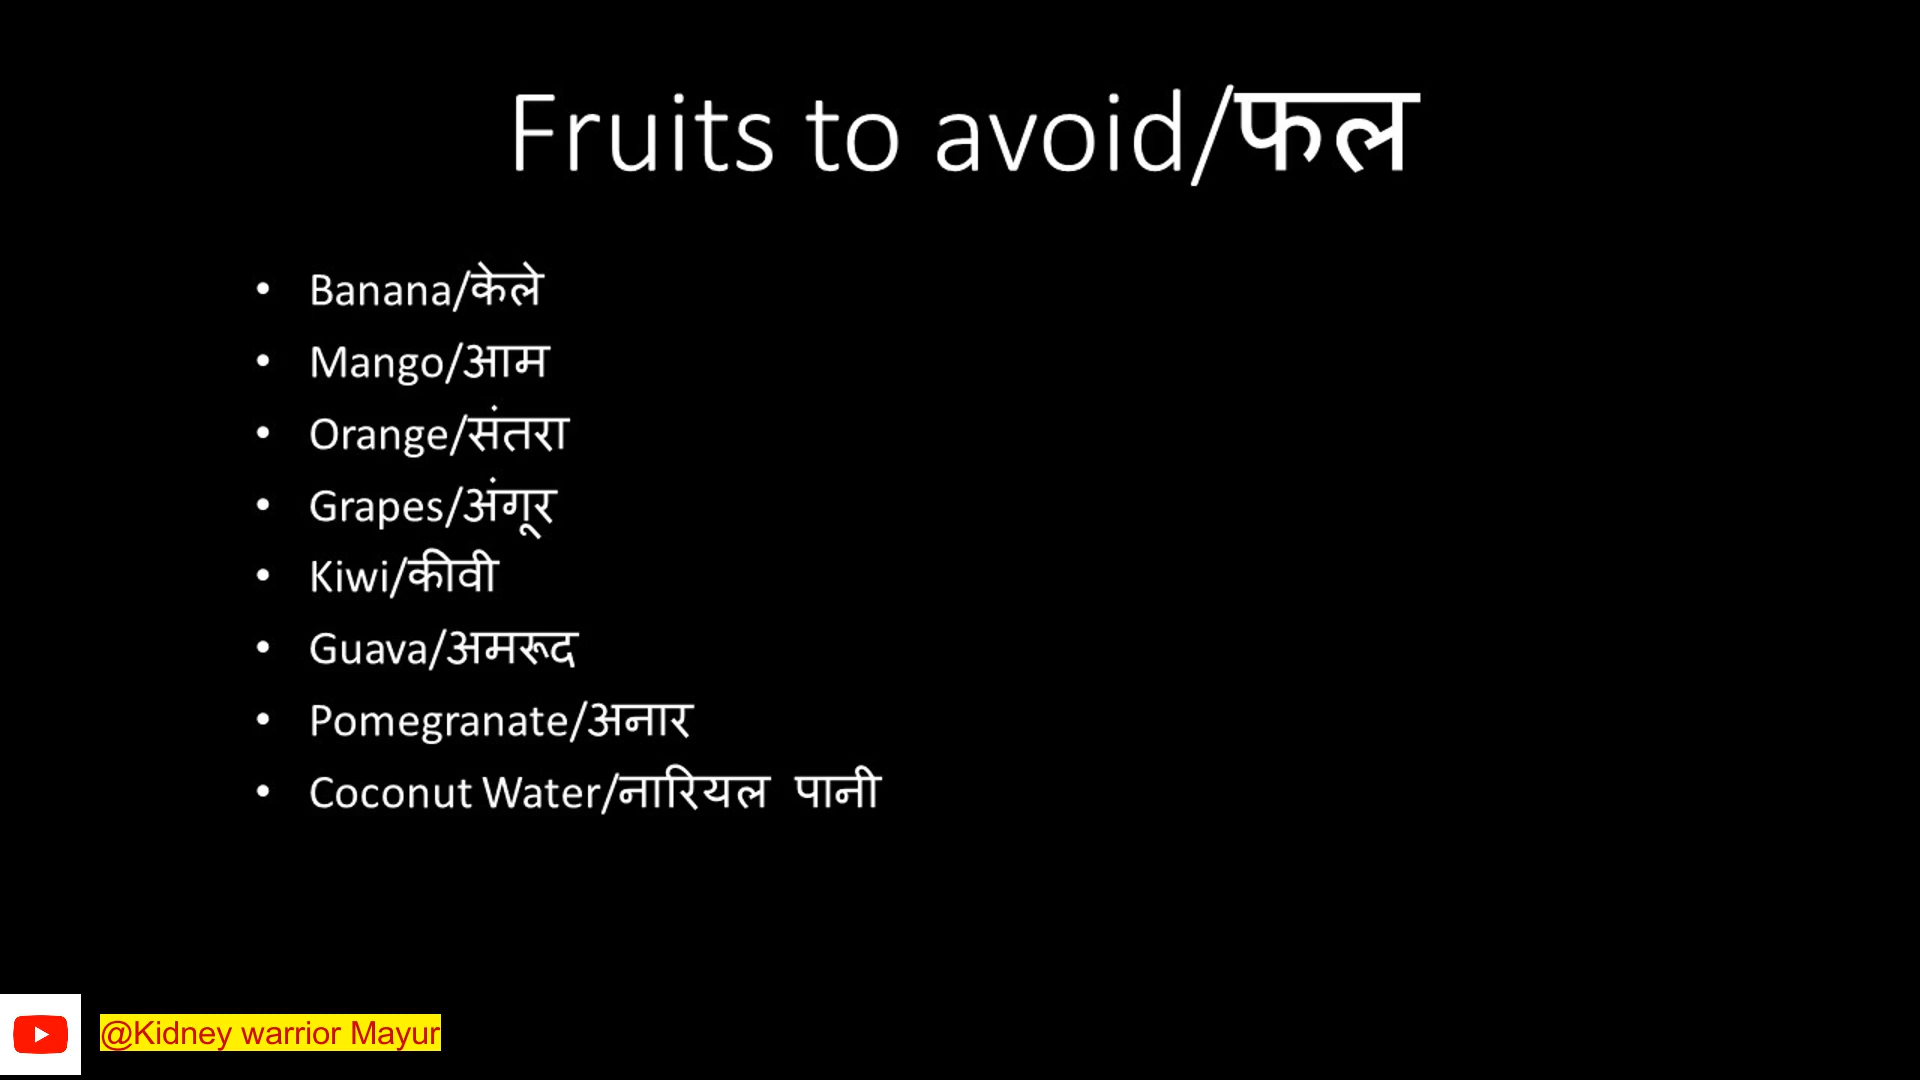 Fruits to avoid/फल
• Banana/केले
• Mango/आम
• Orange/संतरा
• Grapes/अंगूर
• Kiwi/कीवी
• Guava/अमरूद
• Pomegranate/अनार
• Coconut Water/नारियल पानी
@Kidney warrior Mayur